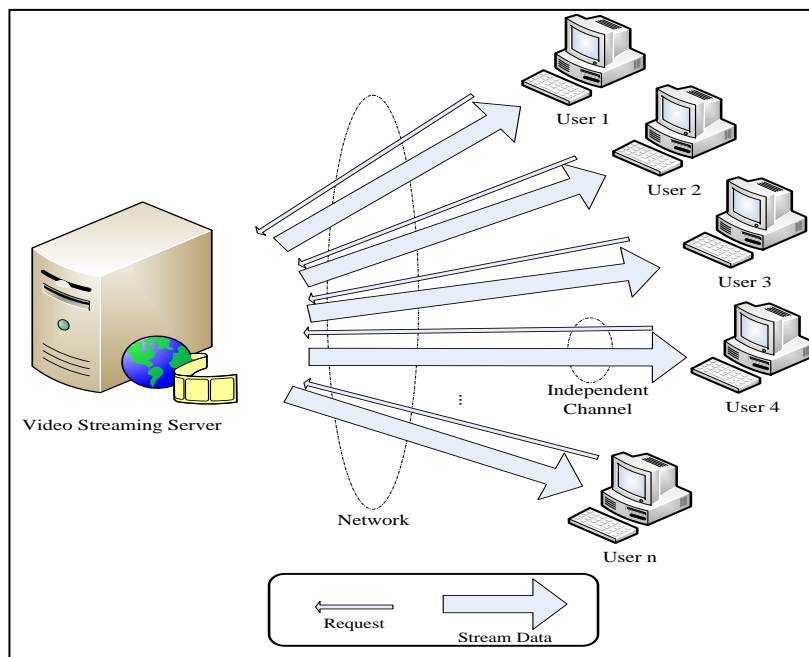 User 1
User 2
User 3
User 4
Independent
Channel
...
Video Streaming Server
Network
User n
Request
Stream Data